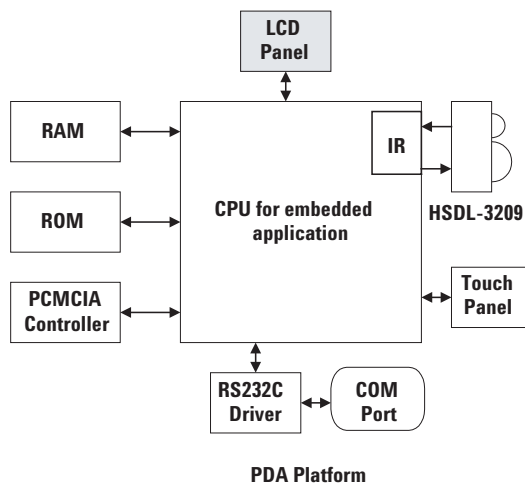 LCD
Panel
RAM
IR
ROM
CPU for embedded
application
HSDL-3209
PCMCIA
Controller
Touch
Panel
RS232C
Driver
COM
Port
PDA Platform